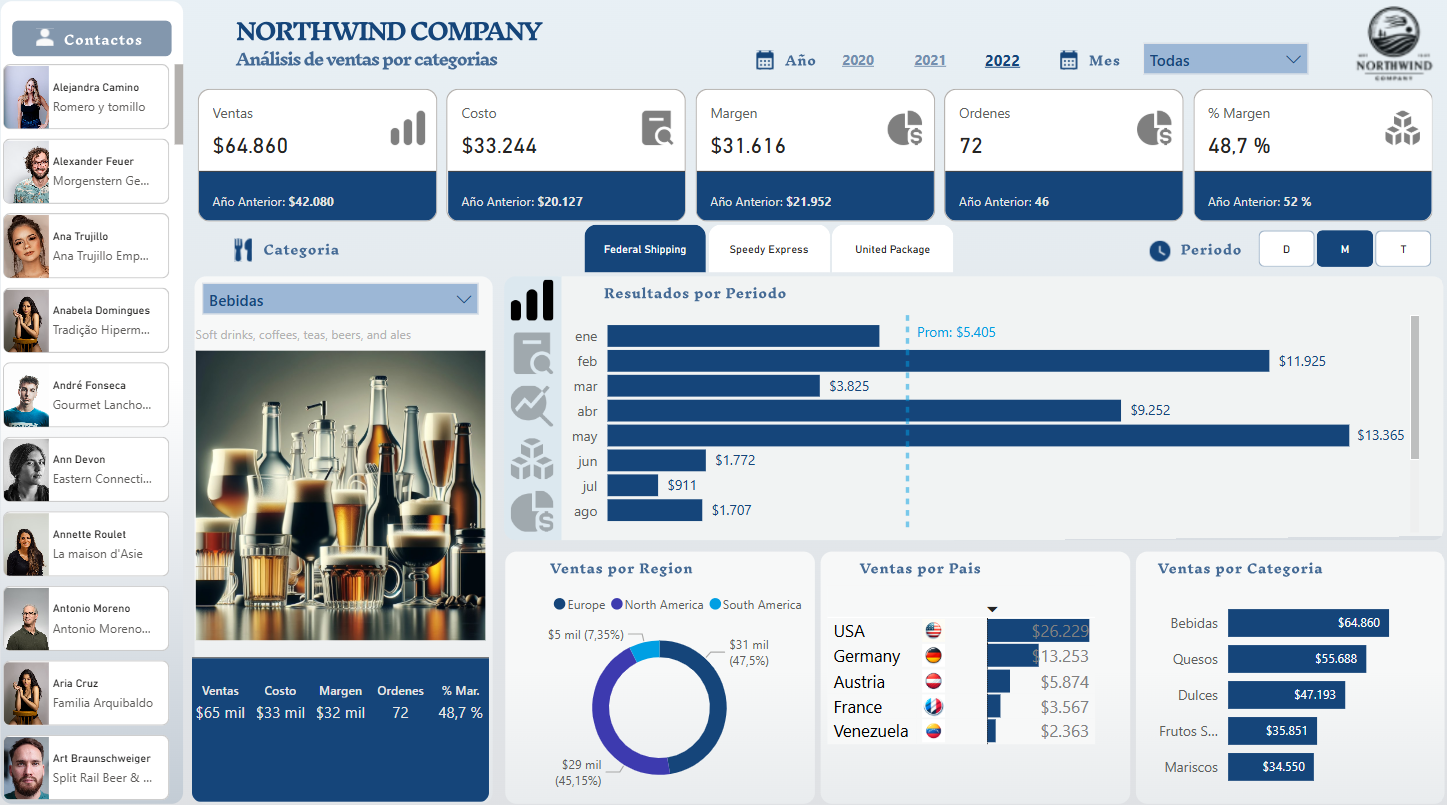 Contactos
Alejandra Camino
Romero y tomillo
Alexander Feuer
Morgenstern Ge...
Ana Trujillo
Ana Trujillo Emp...
Anabela Domingues
Tradição Hiperm...
André Fonseca
Gourmet Lancho...
Ann Devon
Eastern Connecti...
Annette Roulet
La maison d'Asie
Antonio Moreno
Antonio Moreno...
Aria Cruz
Familia Arquibaldo
Art Braunschweiger
Split Rail Beer & ...
NORTHWIND COMPANY
Análisis de ventas por categorias
Año 2020 2021 2022 Mes Todas
NORTHWIND
COMPANY
Ventas
$64.860
Año Anterior: $42.080
Costo
$33.244
Año Anterior: $20.127
Margen
$31.616
Año Anterior: $21.952
Ordenes
72
Año Anterior: 46
% Margen
48,7 %
Año Anterior: 52 %
Categoria
Federal Shipping Speedy Express United Package
Periodo D M T
Bebidas
Soft drinks, coffees, teas, beers, and ales
Ventas Costo Margen Ordenes % Mar.
$65 mil $33 mil $32 mil 72 48,7 %
Resultados por Periodo
Prom: $5.405
ene
feb $11.925
mar $3.825
abr $9.252
may $13.365
jun $1.772
jul $911
ago $1.707
Ventas por Region
Europe North America South America
$5 mil (7,35%)
$31 mil
(47,5%)
$29 mil
(45,15%)
Ventas por Pais
USA $26.229
Germany $13.253
Austria $5.874
France $3.567
Venezuela $2.363
Ventas por Categoria
Bebidas $64.860
Quesos $55.688
Dulces $47.193
Frutos S... $35.851
Mariscos $34.550